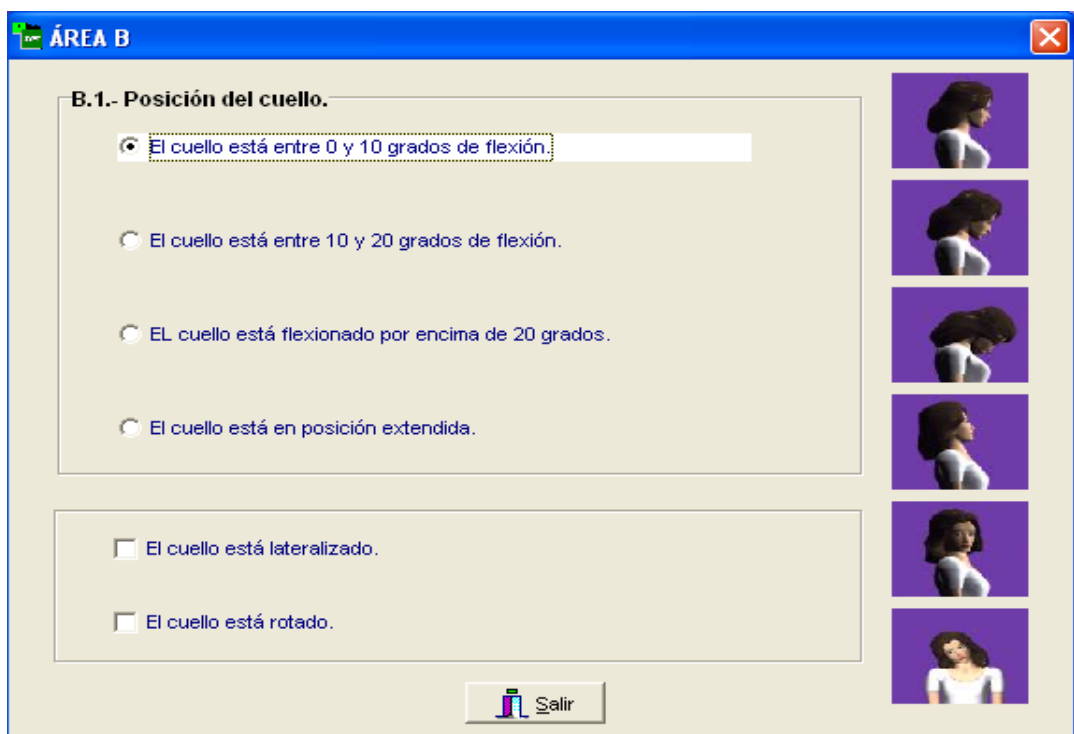 ÁREA B
B.1.- Posición del cuello.
El cuello está entre 0 y 10 grados de flexión.
El cuello está entre 10 y 20 grados de flexión.
EL cuello está flexionado por encima de 20 grados.
El cuello está en posición extendida.
El cuello está lateralizado.
El cuello está rotado.
Salir